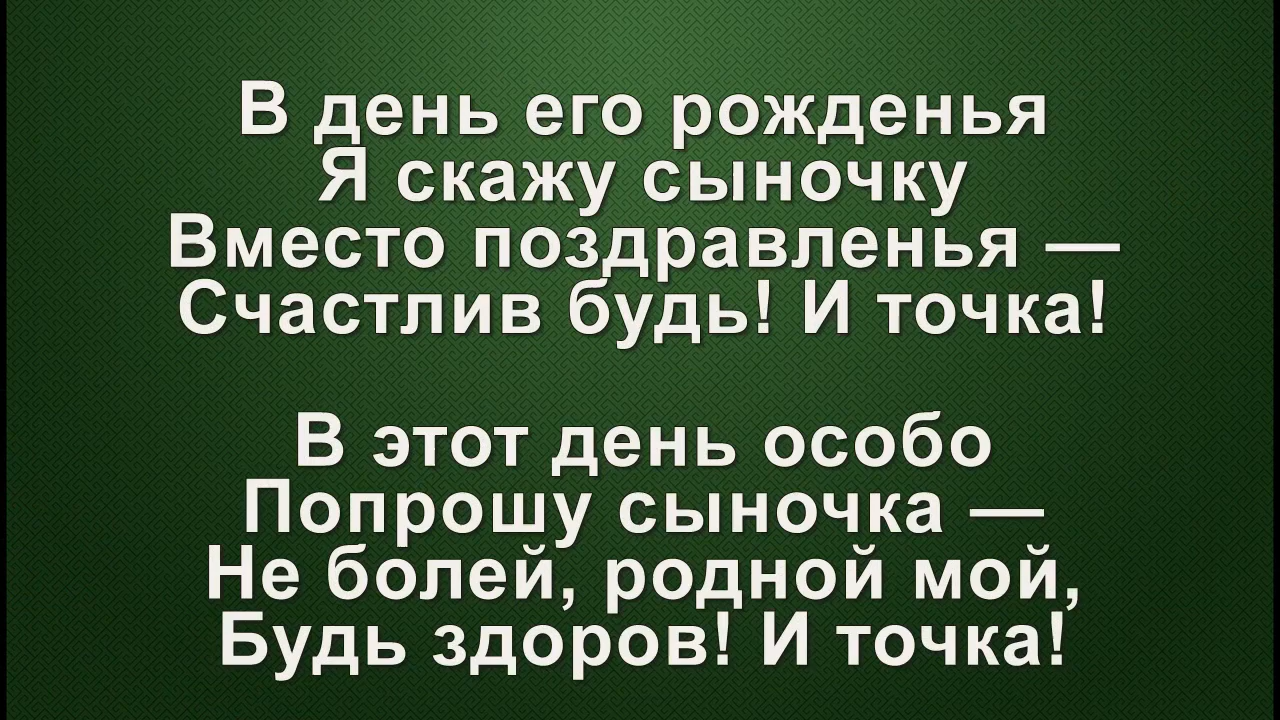 В день его рожденья
Я скажу сыночку
Вместо поздравленья —
Счастлив будь! И точка!
В этот день особо
Попрошу сыночка —
Не болей, родной мой,
Будь здоров! И точка!